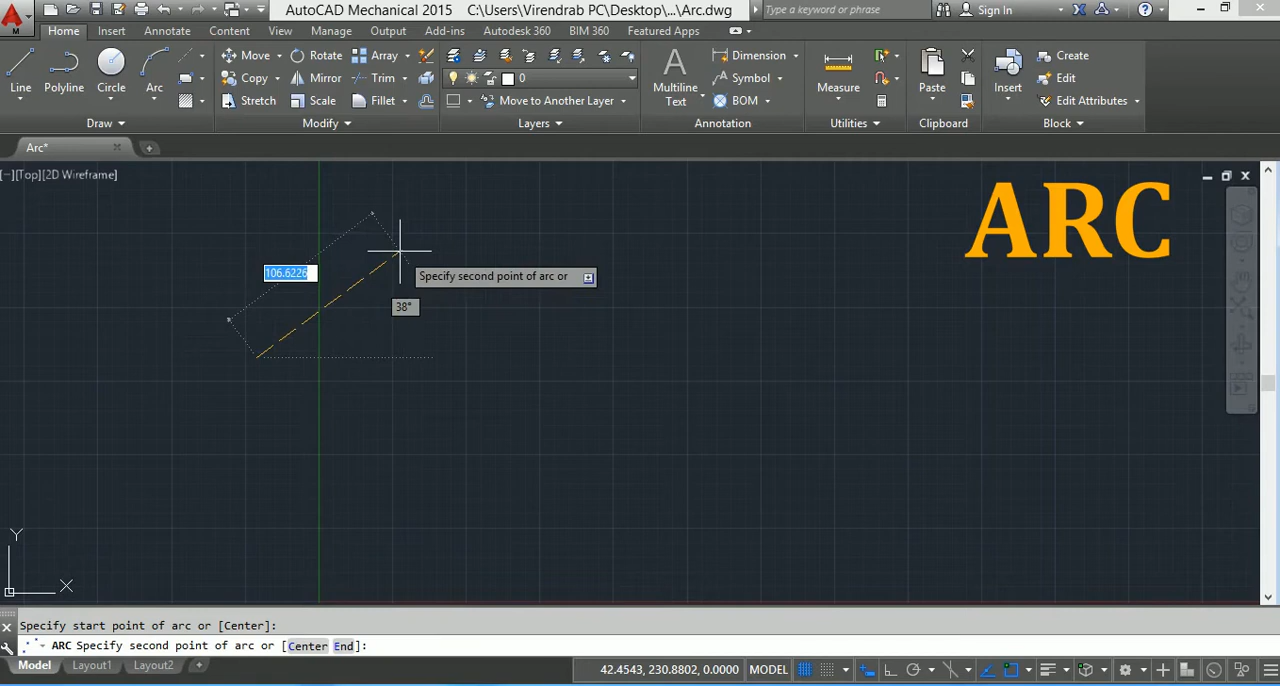 AutoCAD Mechanical 2015 C:\Users\Virendrab PC\Desktop\...\Arc.dwg Type a keyword or phrase Sign In
M
Home Insert Annotate Parametric Content View Manage Output Add-ins Autodesk 360 BIM 360 Featured Apps
Line Polyline Circle Arc
Move Rotate Array
Copy Mirror Trim
Stretch Scale Fillet
0
Move to Another Layer
Multiline Text
Dimension
Symbol
BOM
Measure
Paste
Insert
Create
Edit
Edit Attributes
Draw Modify Layers Annotation Utilities Clipboard Block
Arc*
[−][Top][2D Wireframe]
ARC
106.6226
Specify second point of arc or
38°
Y
X
Specify start point of arc or [Center]:
ARC Specify second point of arc or [Center End]:
Model Layout1 Layout2
42.4543, 230.8802, 0.0000 MODEL